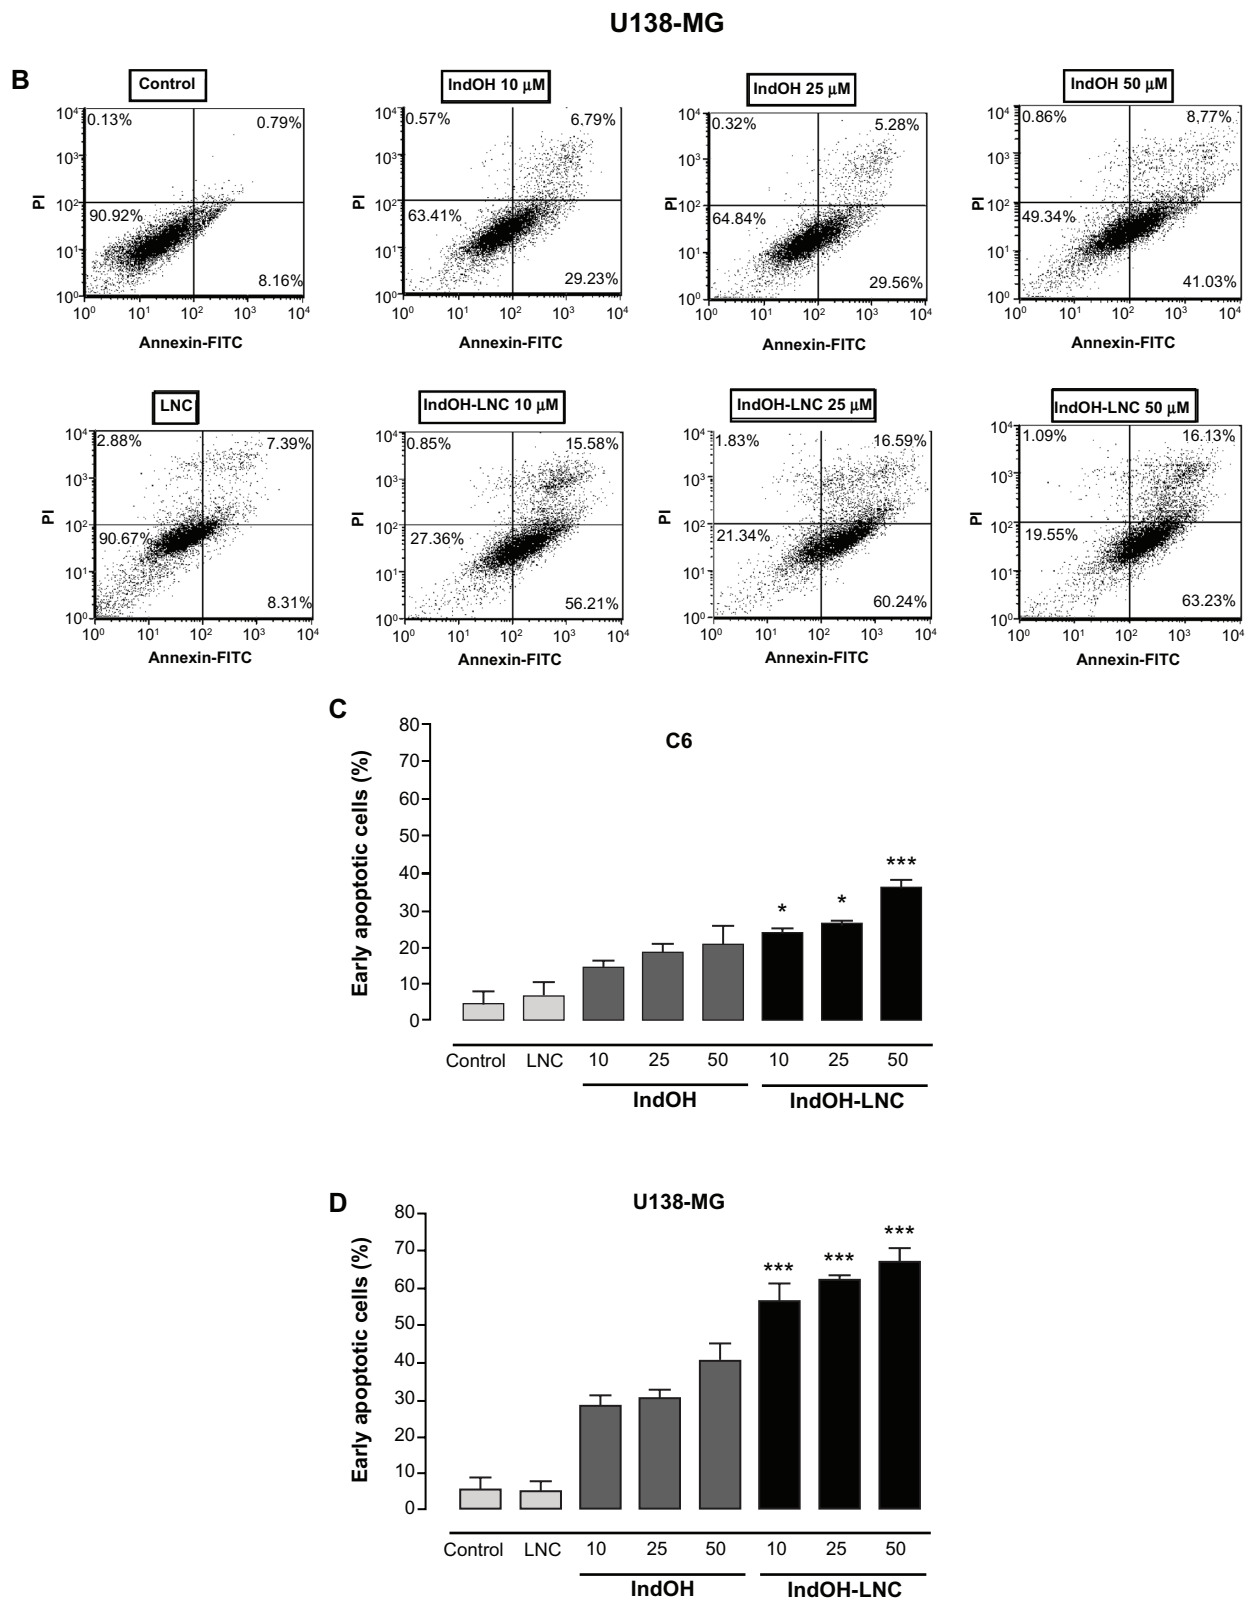 U138-MG
B
Control
IndOH 10 μM
IndOH 25 μM
IndOH 50 μM
10⁴
10³
10²
10¹
10⁰
PI
0.13%
0.79%
90.92%
8.16%
10⁰ 10¹ 10² 10³ 10⁴
Annexin-FITC
10⁴
10³
10²
10¹
10⁰
PI
0.57%
6.79%
63.41%
29.23%
10⁰ 10¹ 10² 10³ 10⁴
Annexin-FITC
10⁴
10³
10²
10¹
10⁰
PI
0.32%
5.28%
64.84%
29.56%
10⁰ 10¹ 10² 10³ 10⁴
Annexin-FITC
10⁴
10³
10²
10¹
10⁰
PI
0.86%
8,77%
49.34%
41.03%
10⁰ 10¹ 10² 10³ 10⁴
Annexin-FITC
LNC
IndOH-LNC 10 μM
IndOH-LNC 25 μM
IndOH-LNC 50 μM
10⁴
10³
10²
10¹
10⁰
PI
2.88%
7.39%
90.67%
8.31%
10⁰ 10¹ 10² 10³ 10⁴
Annexin-FITC
10⁴
10³
10²
10¹
10⁰
PI
0.85%
15.58%
27.36%
56.21%
10⁰ 10¹ 10² 10³ 10⁴
Annexin-FITC
10⁴
10³
10²
10¹
10⁰
PI
1.83%
16.59%
21.34%
60.24%
10⁰ 10¹ 10² 10³ 10⁴
Annexin-FITC
10⁴
10³
10²
10¹
10⁰
PI
1.09%
16.13%
19.55%
63.23%
10⁰ 10¹ 10² 10³ 10⁴
Annexin-FITC
C
C6
Early apoptotic cells (%)
80
70
60
50
40
30
20
10
0
* * ***
Control LNC 10 25 50 10 25 50
IndOH IndOH-LNC
D
U138-MG
Early apoptotic cells (%)
80
70
60
50
40
30
20
10
0
*** *** ***
Control LNC 10 25 50 10 25 50
IndOH IndOH-LNC